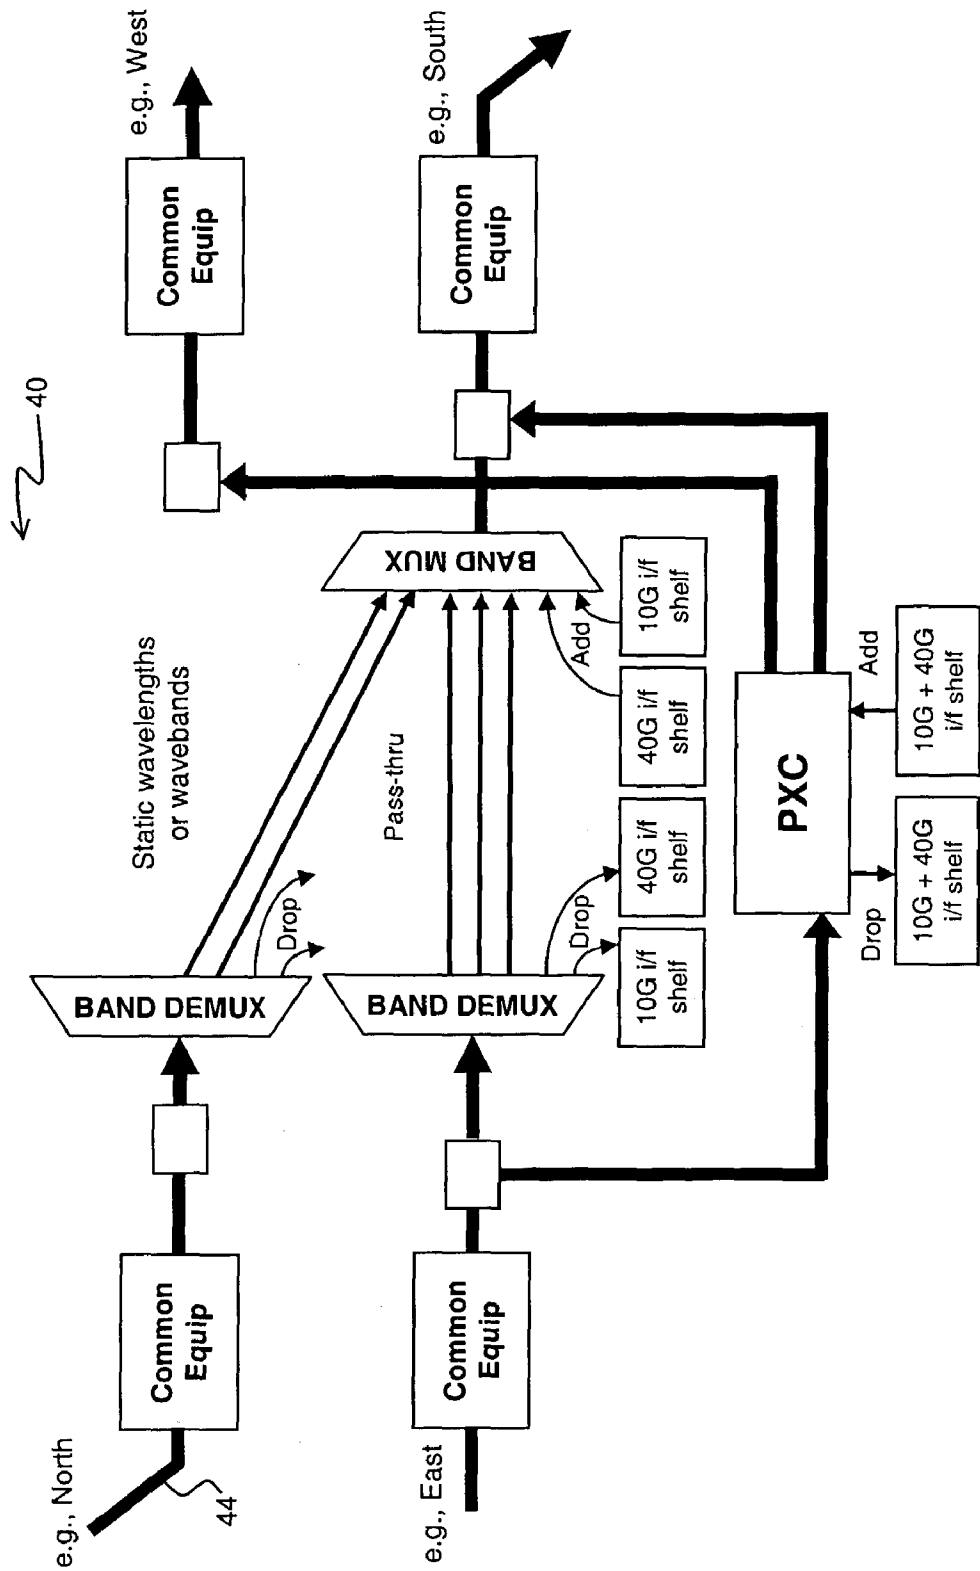 40
e.g., North
44
Common
Equip
BAND DEMUX
Drop
Static wavelengths
or wavebands
Common
Equip
e.g., West
e.g., East
Common
Equip
BAND DEMUX
Pass-thru
BAND MUX
Common
Equip
e.g., South
Drop
Add
10G i/f
shelf
40G i/f
shelf
40G i/f
shelf
10G i/f
shelf
PXC
Drop
Add
10G + 40G
i/f shelf
10G + 40G
i/f shelf